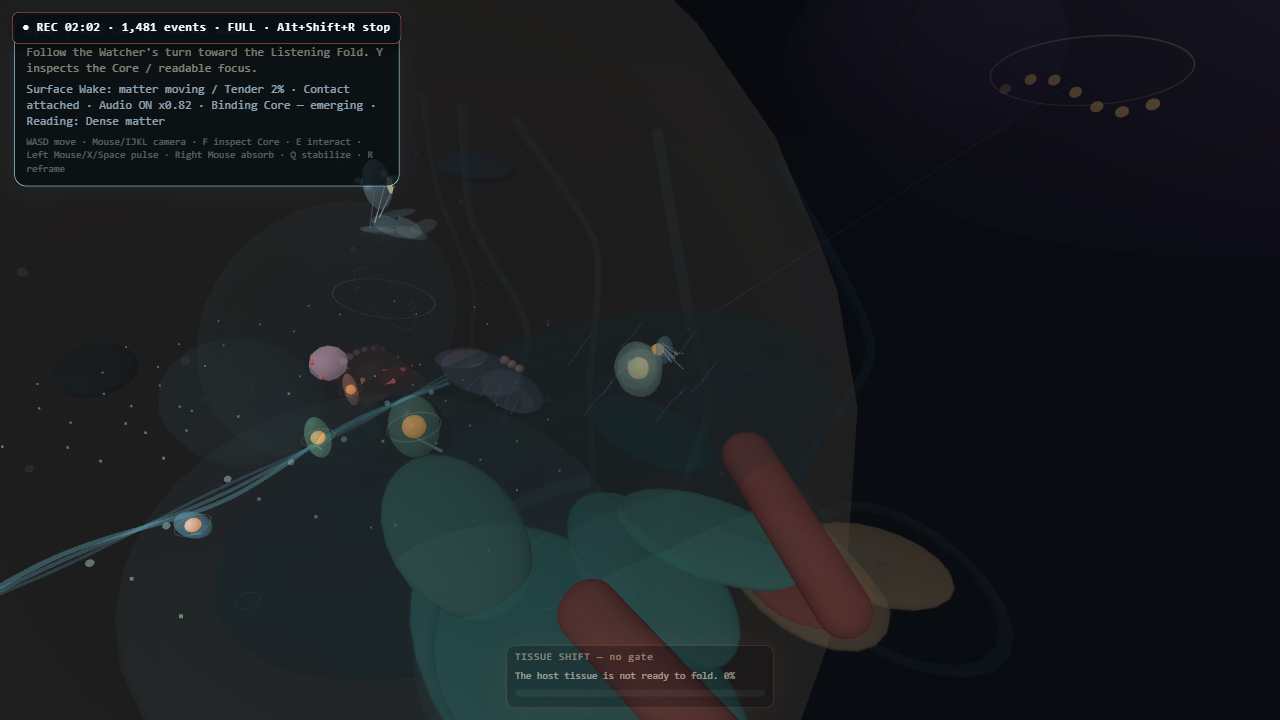 ● REC 02:02 · 1,481 events · FULL · Alt+Shift+R stop
Follow the Watcher's turn toward the Listening Fold. Y
inspects the Core / readable focus.
Surface Wake: matter moving / Tender 2% · Contact
attached · Audio ON x0.82 · Binding Core — emerging ·
Reading: Dense matter
WASD move · Mouse/IJKL camera · F inspect Core · E interact ·
Left Mouse/X/Space pulse · Right Mouse absorb · Q stabilize · R
reframe
TISSUE SHIFT — no gate
The host tissue is not ready to fold. 0%